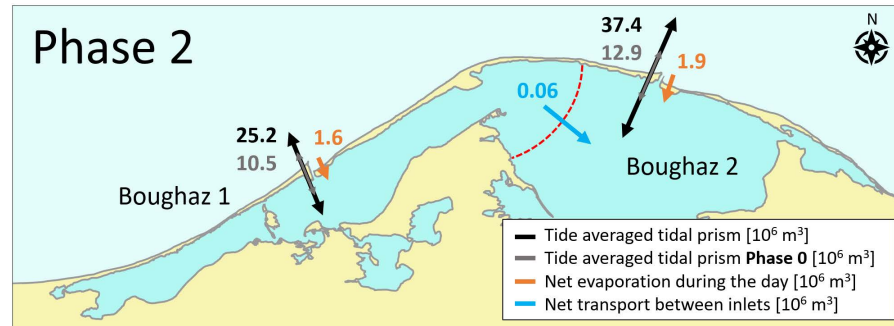 Phase 2
37.4
12.9
1.9
N
0.06
25.2
10.5
1.6
Boughaz 1
Boughaz 2
Tide averaged tidal prism [10⁶ m³]
Tide averaged tidal prism Phase 0 [10⁶ m³]
Net evaporation during the day [10⁶ m³]
Net transport between inlets [10⁶ m³]